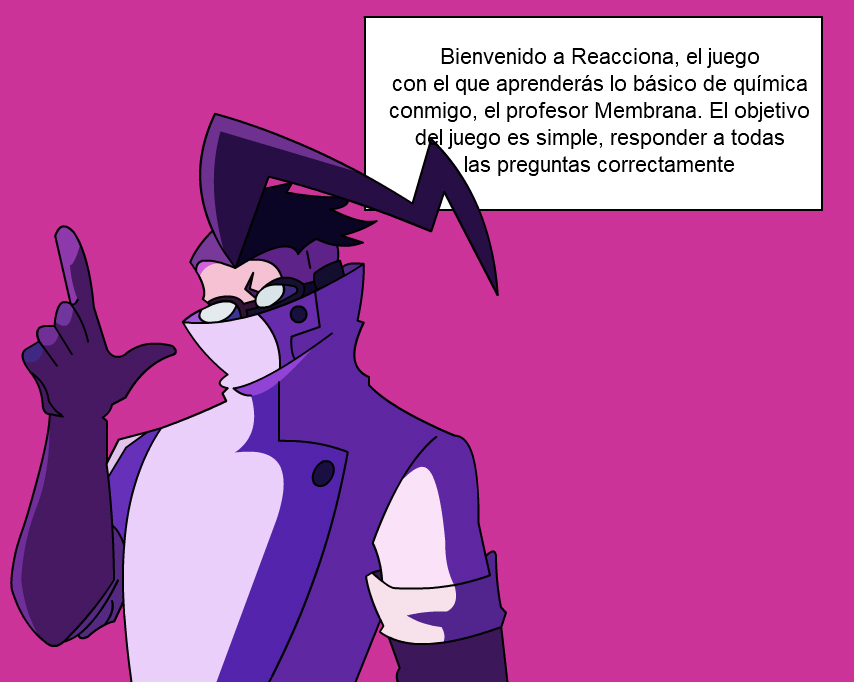 Bienvenido a Reacciona, el juego
con el que aprenderás lo básico de química
conmigo, el profesor Membrana. El objetivo
del juego es simple, responder a todas
las preguntas correctamente